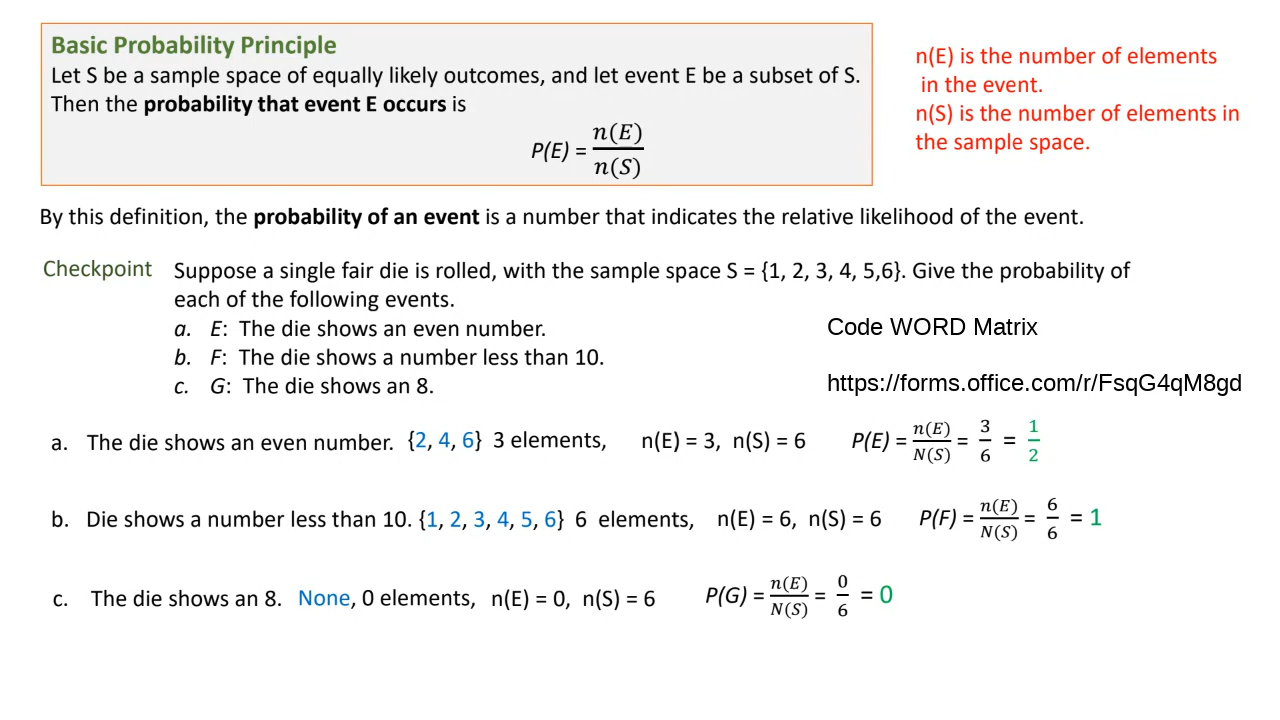 Basic Probability Principle
Let S be a sample space of equally likely outcomes, and let event E be a subset of S.
Then the probability that event E occurs is
P(E) = n(E)/n(S)
n(E) is the number of elements
in the event.
n(S) is the number of elements in
the sample space.
By this definition, the probability of an event is a number that indicates the relative likelihood of the event.
Checkpoint Suppose a single fair die is rolled, with the sample space S = {1, 2, 3, 4, 5,6}. Give the probability of
each of the following events.
a. E: The die shows an even number.
b. F: The die shows a number less than 10.
c. G: The die shows an 8.
Code WORD Matrix
https://forms.office.com/r/FsqG4qM8gd
a. The die shows an even number. {2, 4, 6} 3 elements, n(E) = 3, n(S) = 6 P(E) = n(E)/N(S) = 3/6 = 1/2
b. Die shows a number less than 10. {1, 2, 3, 4, 5, 6} 6 elements, n(E) = 6, n(S) = 6 P(F) = n(E)/N(S) = 6/6 = 1
c. The die shows an 8. None, 0 elements, n(E) = 0, n(S) = 6 P(G) = n(E)/N(S) = 0/6 = 0